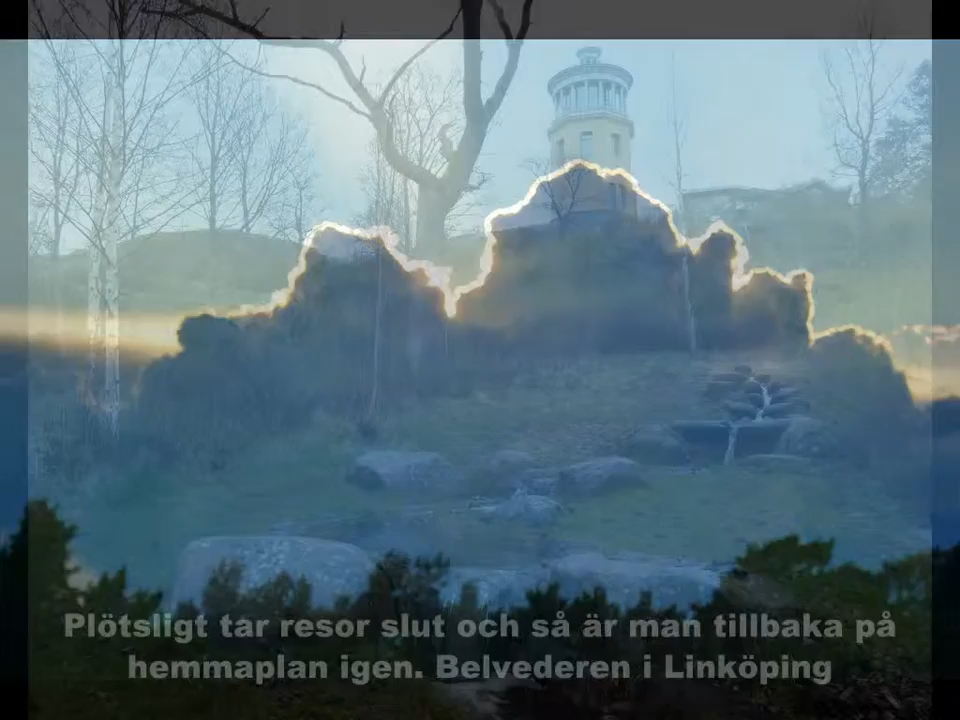 Plötsligt tar resor slut och så är man tillbaka på
hemmaplan igen. Belvederen i Linköping